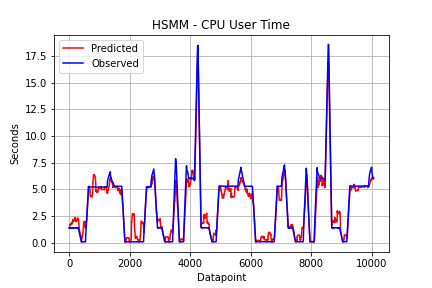 HSMM - CPU User Time
Predicted
Observed
17.5
15.0
12.5
10.0
7.5
5.0
2.5
0.0
Seconds
0 2000 4000 6000 8000 10000
Datapoint